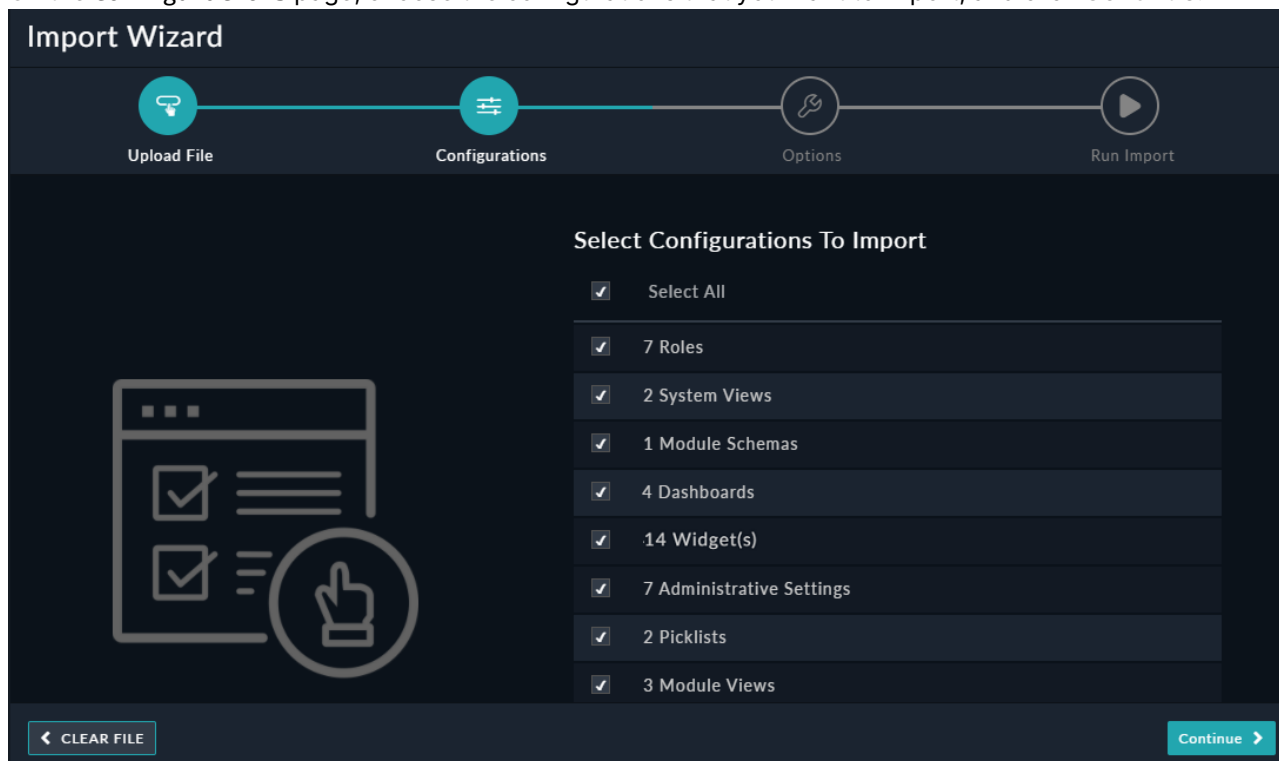 Import Wizard
Upload File
Configurations
Options
Run Import
Select Configurations To Import
Select All
7 Roles
2 System Views
1 Module Schemas
4 Dashboards
14 Widget(s)
7 Administrative Settings
2 Picklists
3 Module Views
CLEAR FILE
Continue